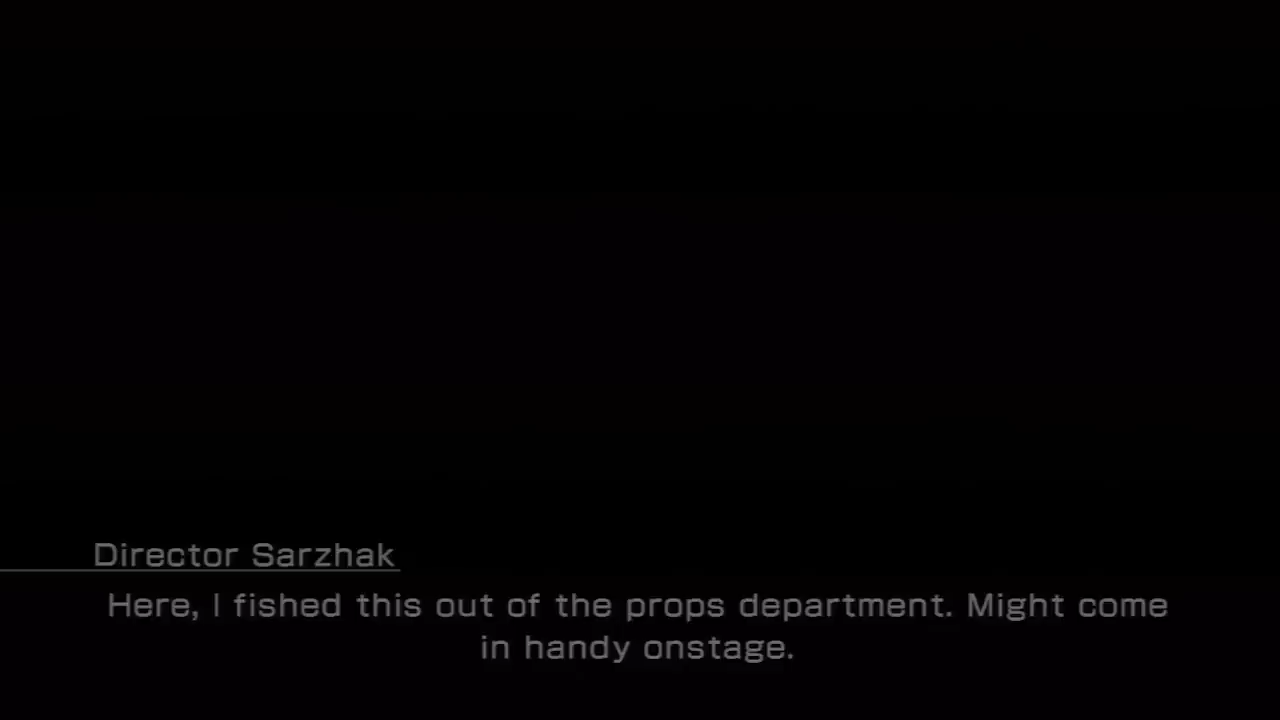 Director Sarzhak
Here, I fished this out of the props department. Might come
in handy onstage.